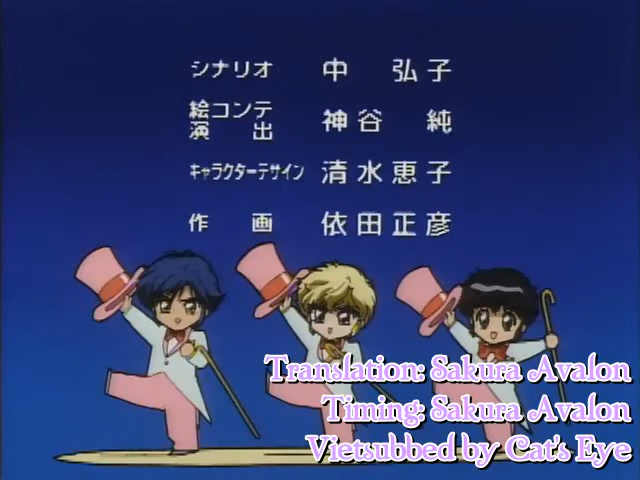 シナリオ 中 弘子
絵コンテ
演 出 神谷 純
キャラクターデザイン 清水恵子
作 画 依田正彦
Translation: Sakura Avalon
Timing: Sakura Avalon
Vietsubbed by Cat's Eye